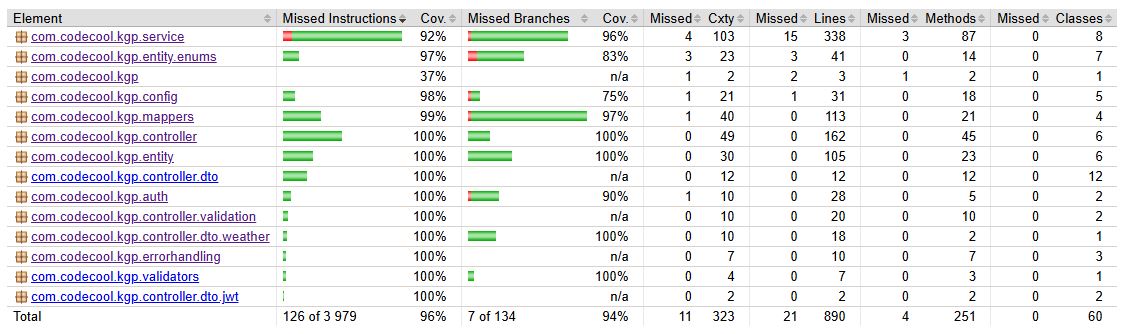 Element Missed Instructions Cov. Missed Branches Cov. Missed Cxty Missed Lines Missed Methods Missed Classes
com.codecool.kgp.service 92% 96% 4 103 15 338 3 87 0 8
com.codecool.kgp.entity.enums 97% 83% 3 23 3 41 0 14 0 7
com.codecool.kgp 37% n/a 1 2 2 3 1 2 0 1
com.codecool.kgp.config 98% 75% 1 21 1 31 0 18 0 5
com.codecool.kgp.mappers 99% 97% 1 40 0 113 0 21 0 4
com.codecool.kgp.controller 100% 100% 0 49 0 162 0 45 0 6
com.codecool.kgp.entity 100% 100% 0 30 0 105 0 23 0 6
com.codecool.kgp.controller.dto 100% n/a 0 12 0 12 0 12 0 12
com.codecool.kgp.auth 100% 90% 1 10 0 28 0 5 0 2
com.codecool.kgp.controller.validation 100% n/a 0 10 0 20 0 10 0 2
com.codecool.kgp.controller.dto.weather 100% 100% 0 10 0 18 0 2 0 1
com.codecool.kgp.errorhandling 100% n/a 0 7 0 10 0 7 0 3
com.codecool.kgp.validators 100% 100% 0 4 0 7 0 3 0 1
com.codecool.kgp.controller.dto.jwt 100% n/a 0 2 0 2 0 2 0 2
Total 126 of 3 979 96% 7 of 134 94% 11 323 21 890 4 251 0 60